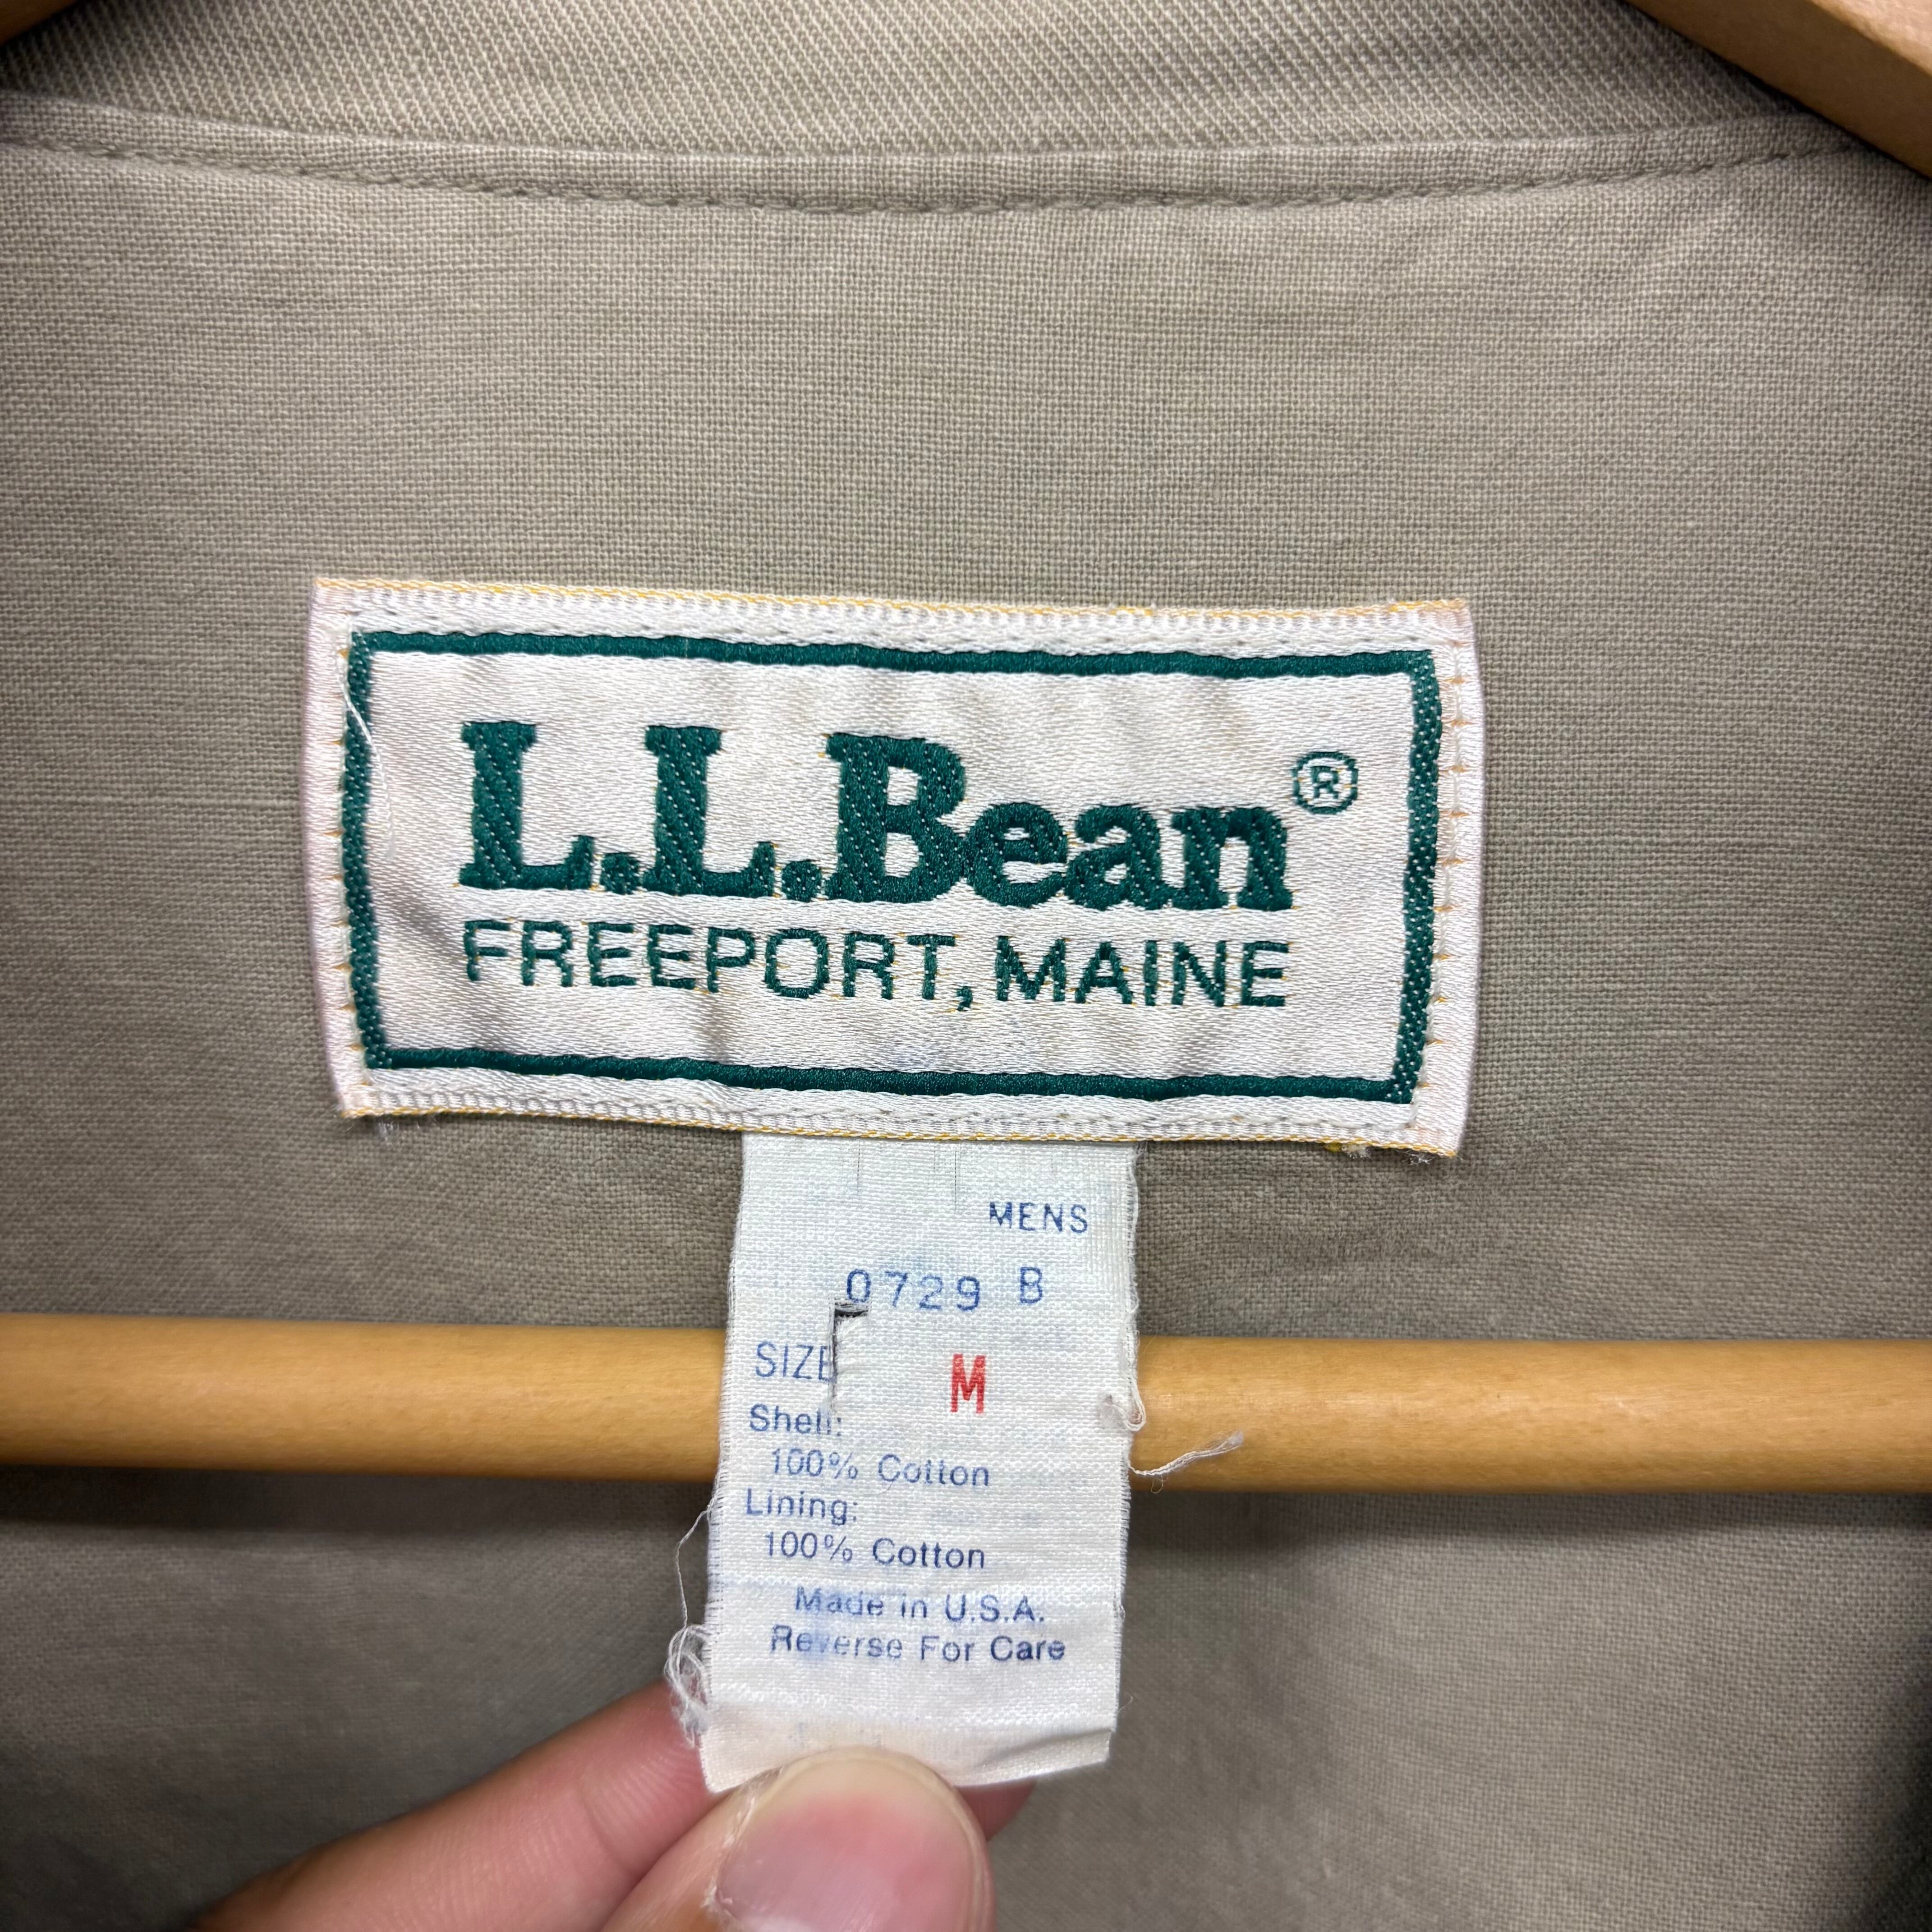 L.L.Bean®
FREEPORT, MAINE
MENS
0729 B
SIZE M
Shell:
100% Cotton
Lining:
100% Cotton
Made in U.S.A.
Reverse For Care